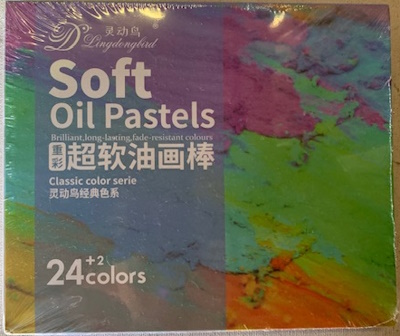 灵动鸟
Lingdongbird
Soft
Oil Pastels
Brilliant,long-lasting,fade-resistant colours
重彩 超软油画棒
Classic color serie
灵动鸟经典色系
24+2 colors